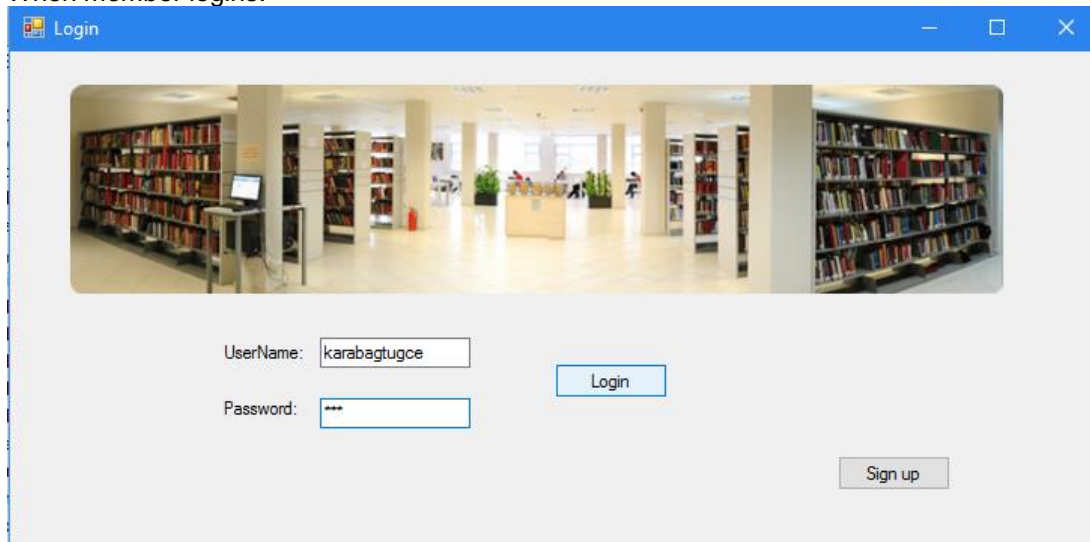 When member logins:
Login
UserName: karabagtugce
Login
Password: ***
Sign up